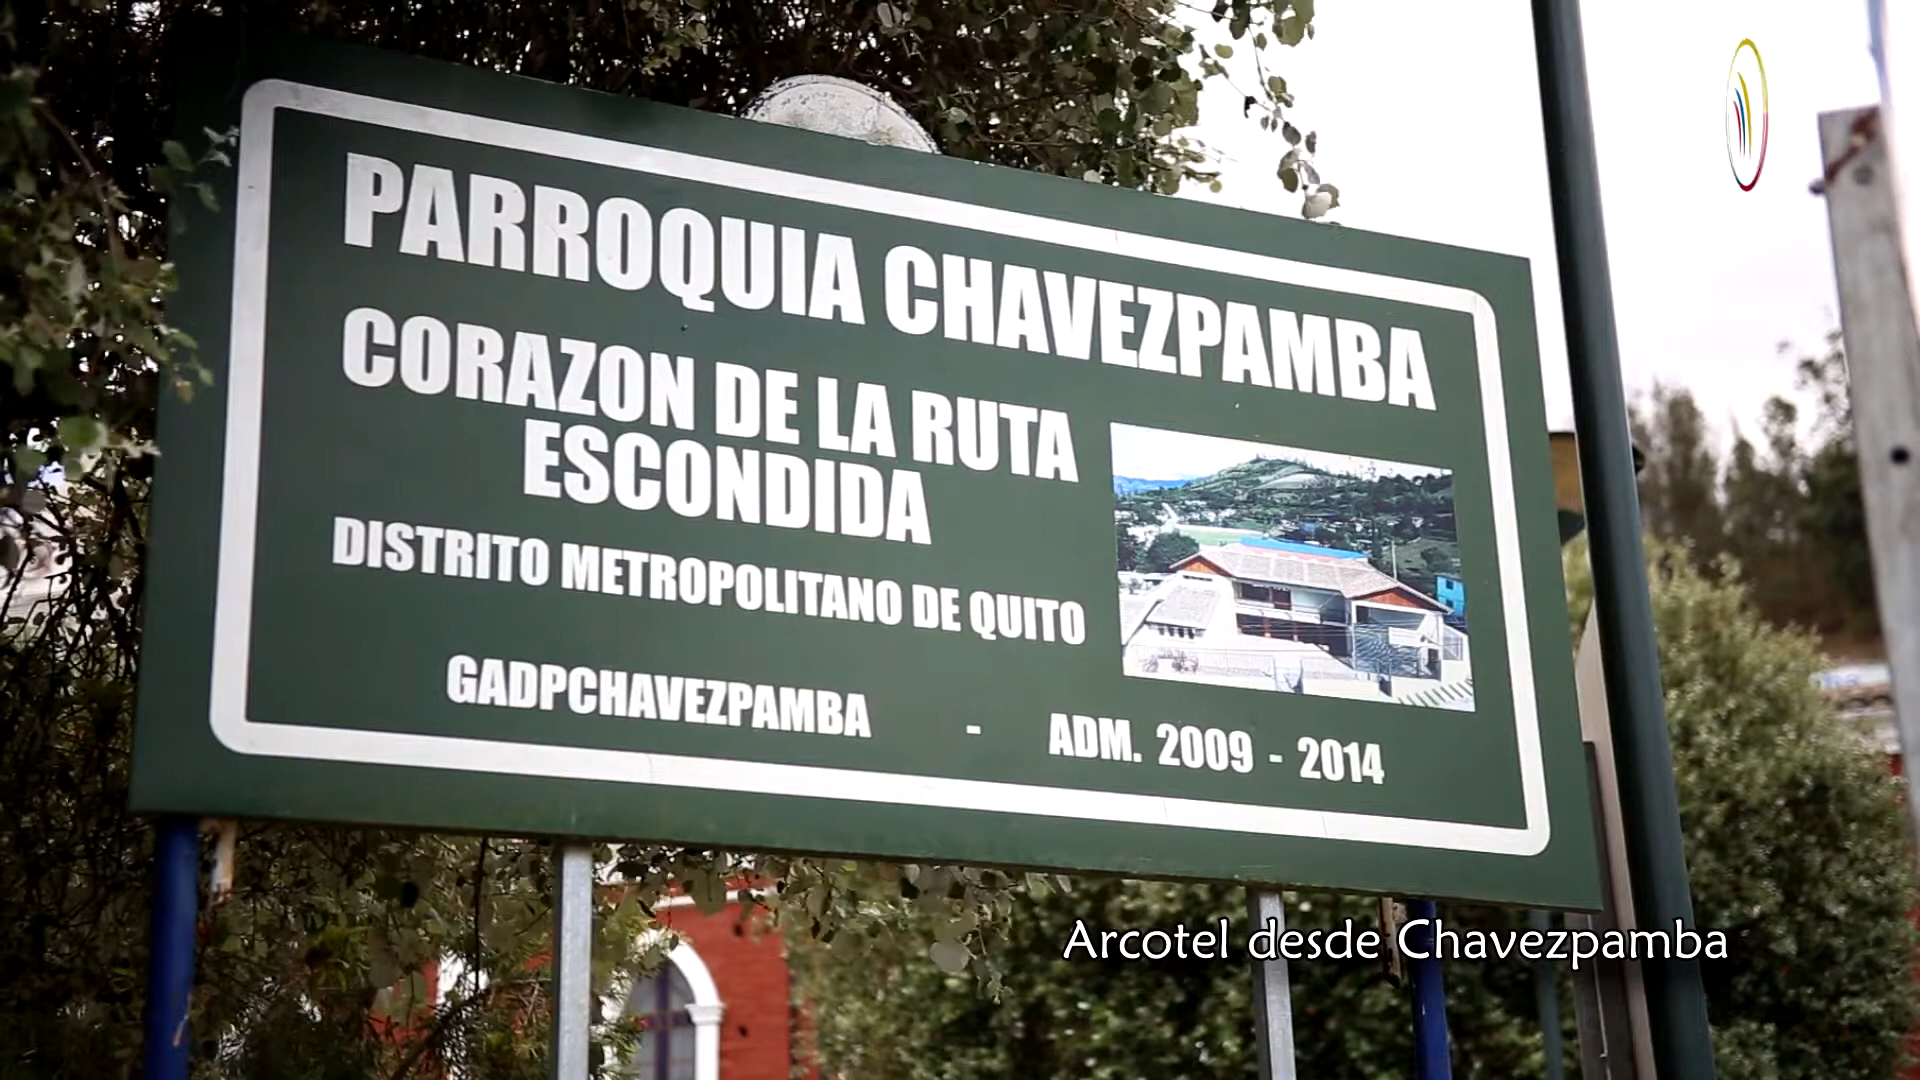 PARROQUIA CHAVEZPAMBA
CORAZON DE LA RUTA
ESCONDIDA
DISTRITO METROPOLITANO DE QUITO
GADPCHAVEZPAMBA - ADM. 2009 - 2014
Arcotel desde Chavezpamba